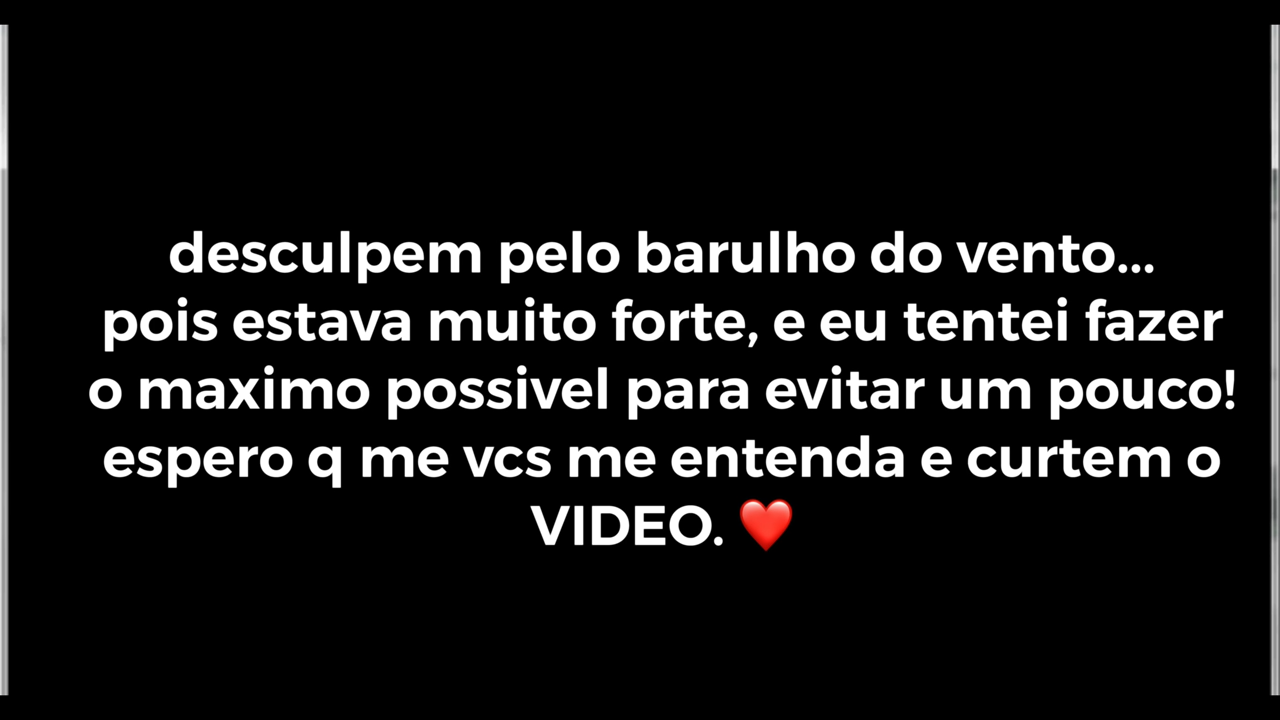 desculpem pelo barulho do vento...
pois estava muito forte, e eu tentei fazer
o maximo possivel para evitar um pouco!
espero q me vcs me entenda e curtem o
VIDEO. ❤️